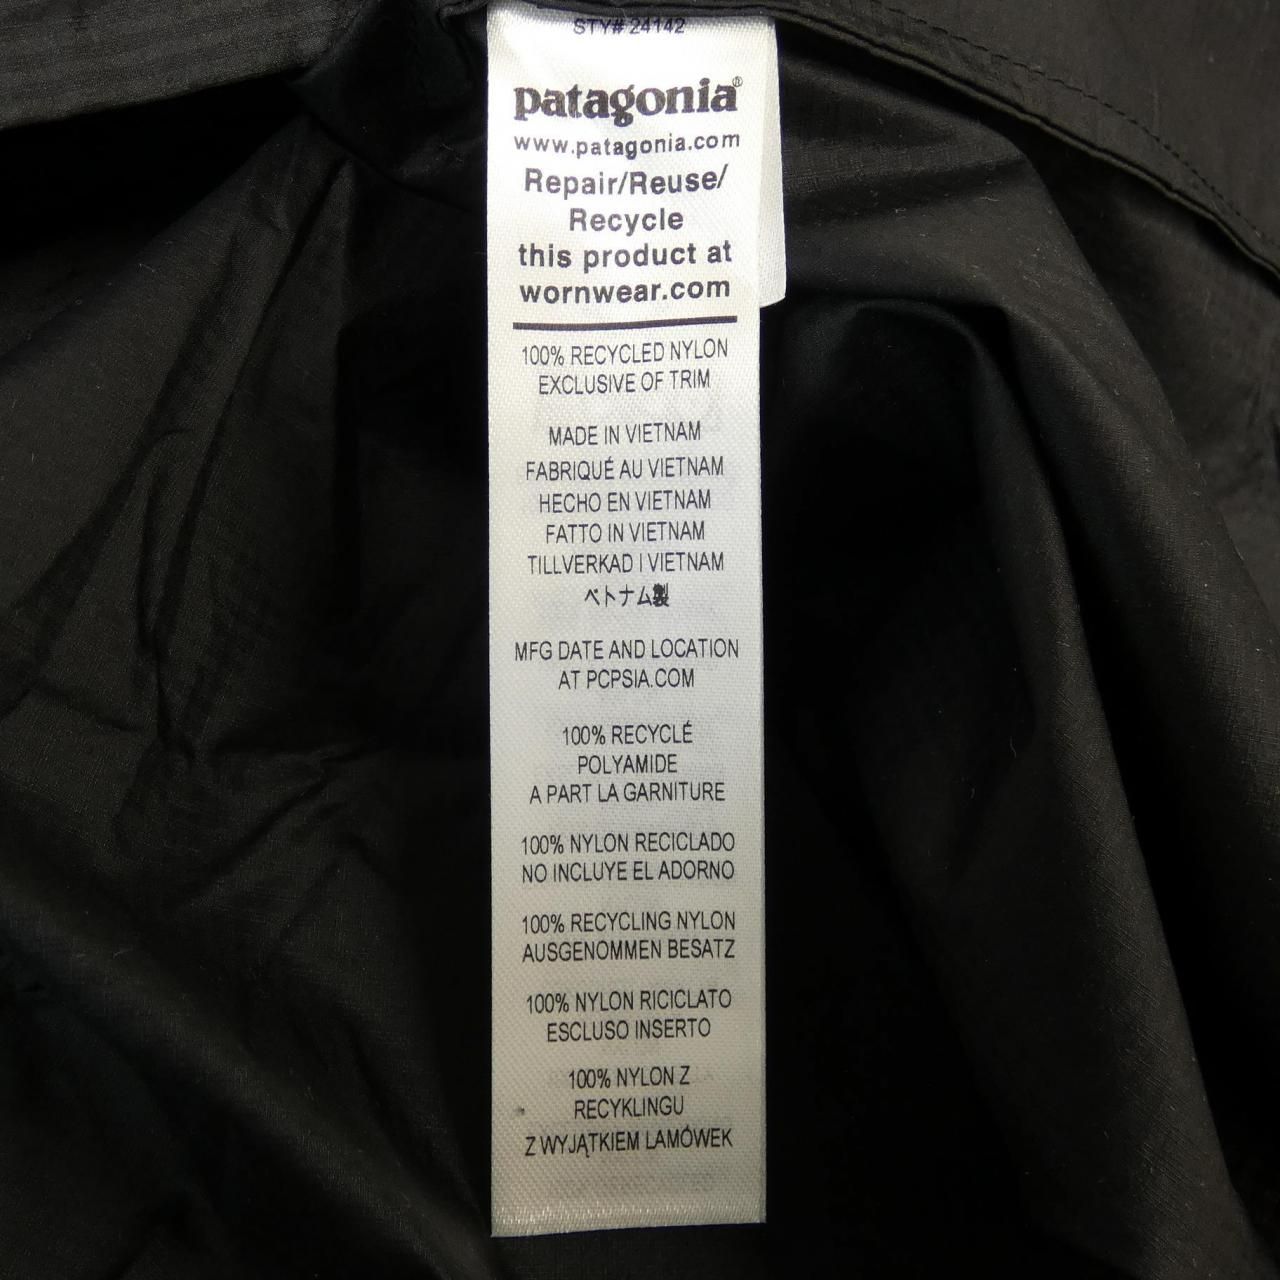 STY# 24142
patagonia®
www.patagonia.com
Repair/Reuse/
Recycle
this product at
wornwear.com
100% RECYCLED NYLON
EXCLUSIVE OF TRIM
MADE IN VIETNAM
FABRIQUÉ AU VIETNAM
HECHO EN VIETNAM
FATTO IN VIETNAM
TILLVERKAD I VIETNAM
ベトナム製
MFG DATE AND LOCATION
AT PCPSIA.COM
100% RECYCLÉ
POLYAMIDE
A PART LA GARNITURE
100% NYLON RECICLADO
NO INCLUYE EL ADORNO
100% RECYCLING NYLON
AUSGENOMMEN BESATZ
100% NYLON RICICLATO
ESCLUSO INSERTO
100% NYLON Z
RECYKLINGU
Z WYJĄTKIEM LAMÓWEK